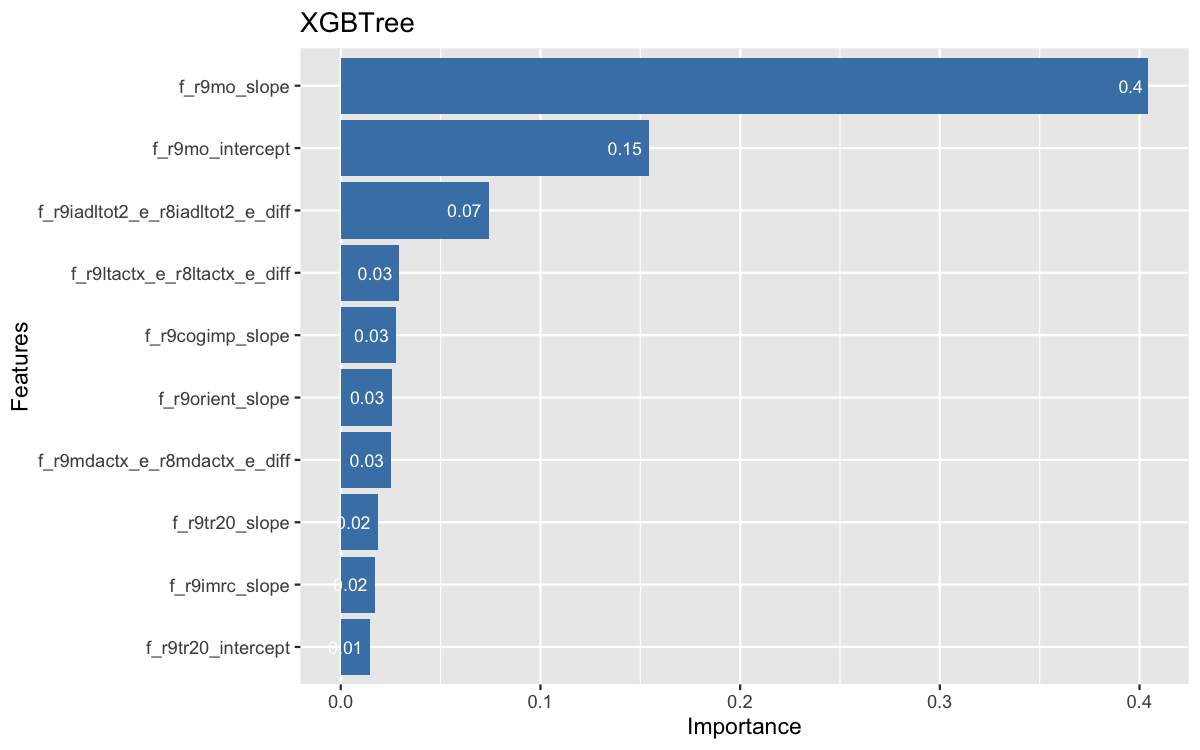 XGBTree
f_r9mo_slope 0.4
f_r9mo_intercept 0.15
f_r9iadltot2_e_r8iadltot2_e_diff 0.07
f_r9ltactx_e_r8ltactx_e_diff 0.03
f_r9cogimp_slope 0.03
f_r9orient_slope 0.03
f_r9mdactx_e_r8mdactx_e_diff 0.03
f_r9tr20_slope 0.02
f_r9imrc_slope 0.02
f_r9tr20_intercept 0.01
Features
0.0 0.1 0.2 0.3 0.4
Importance